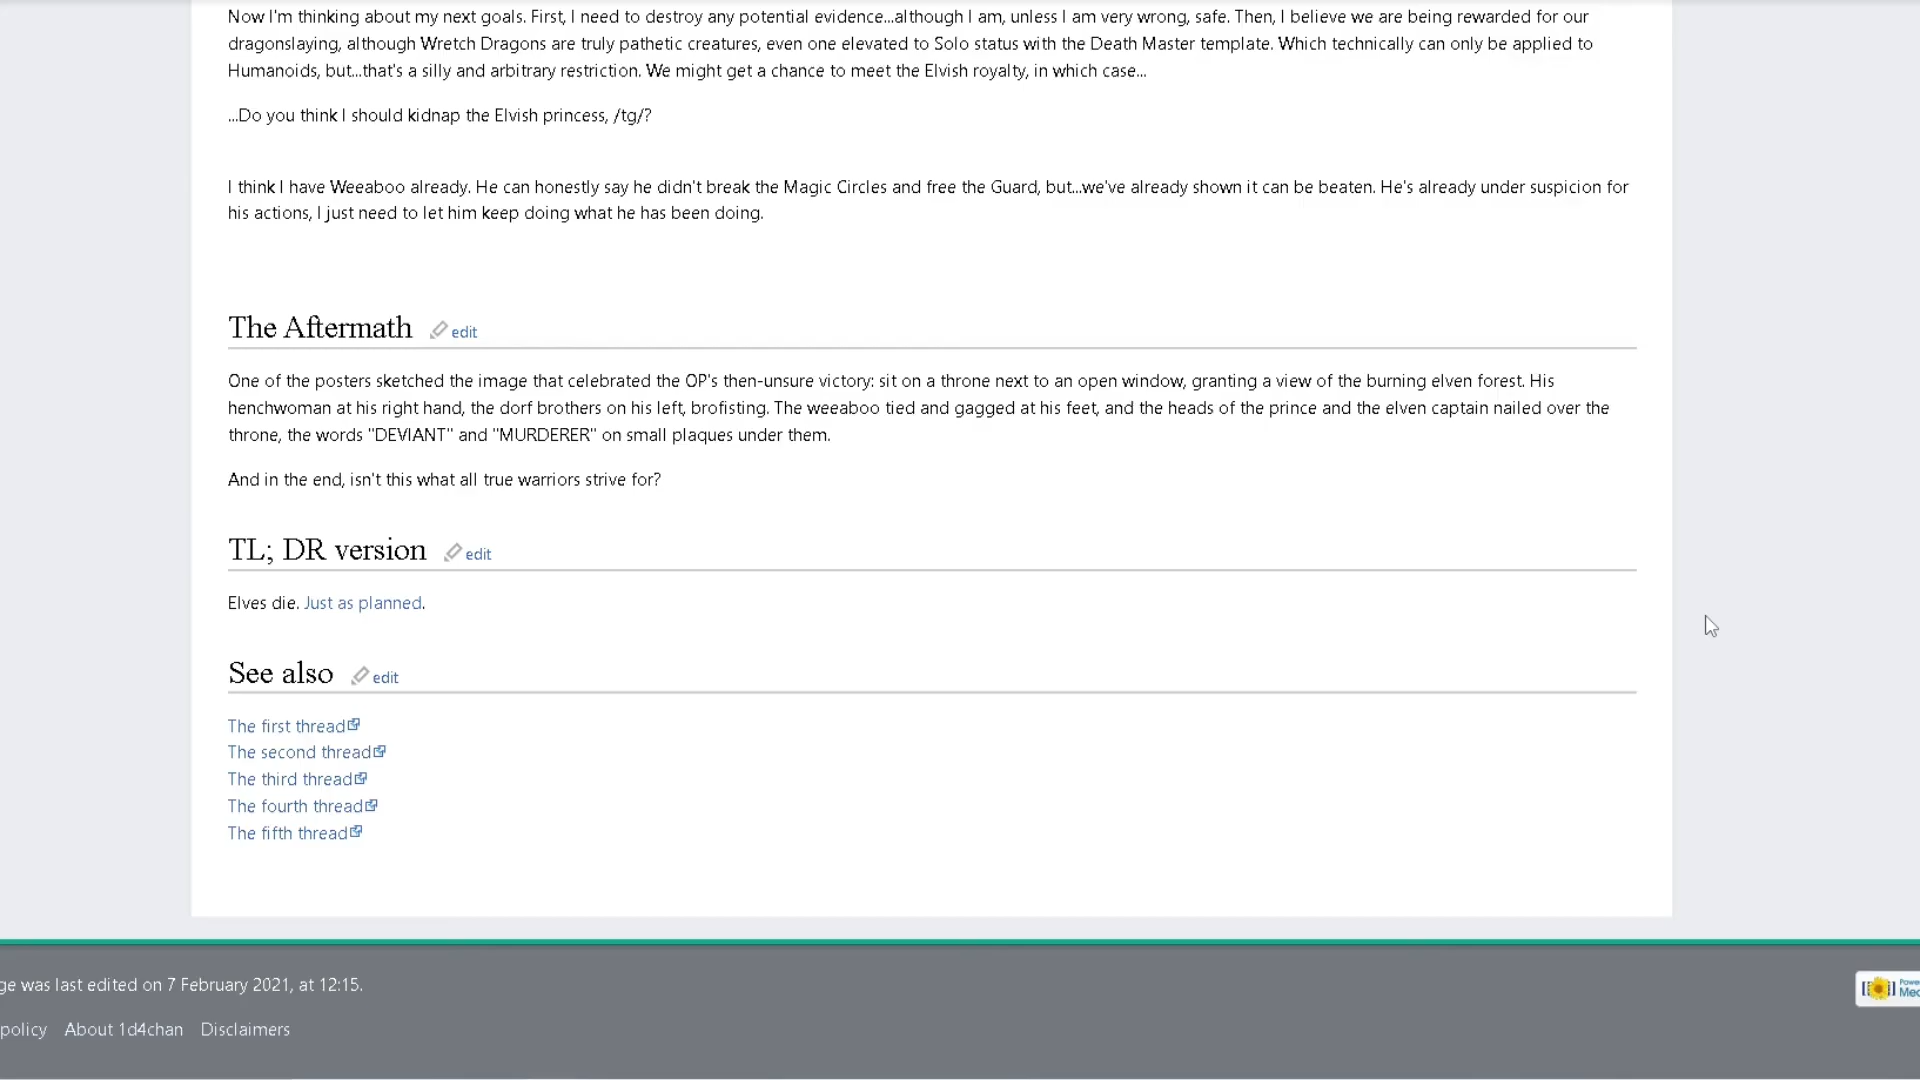 Now I'm thinking about my next goals. First, I need to destroy any potential evidence...although I am, unless I am very wrong, safe. Then, I believe we are being rewarded for our
dragonslaying, although Wretch Dragons are truly pathetic creatures, even one elevated to Solo status with the Death Master template. Which technically can only be applied to
Humanoids, but...that's a silly and arbitrary restriction. We might get a chance to meet the Elvish royalty, in which case...
...Do you think I should kidnap the Elvish princess, /tg/?
I think I have Weeaboo already. He can honestly say he didn't break the Magic Circles and free the Guard, but...we've already shown it can be beaten. He's already under suspicion for
his actions, I just need to let him keep doing what he has been doing.
The Aftermath edit
One of the posters sketched the image that celebrated the OP's then-unsure victory: sit on a throne next to an open window, granting a view of the burning elven forest. His
henchwoman at his right hand, the dorf brothers on his left, brofisting. The weeaboo tied and gagged at his feet, and the heads of the prince and the elven captain nailed over the
throne, the words "DEVIANT" and "MURDERER" on small plaques under them.
And in the end, isn't this what all true warriors strive for?
TL; DR version edit
Elves die. Just as planned.
See also edit
The first thread
The second thread
The third thread
The fourth thread
The fifth thread
ge was last edited on 7 February 2021, at 12:15.
policy About 1d4chan Disclaimers
Powe
Med